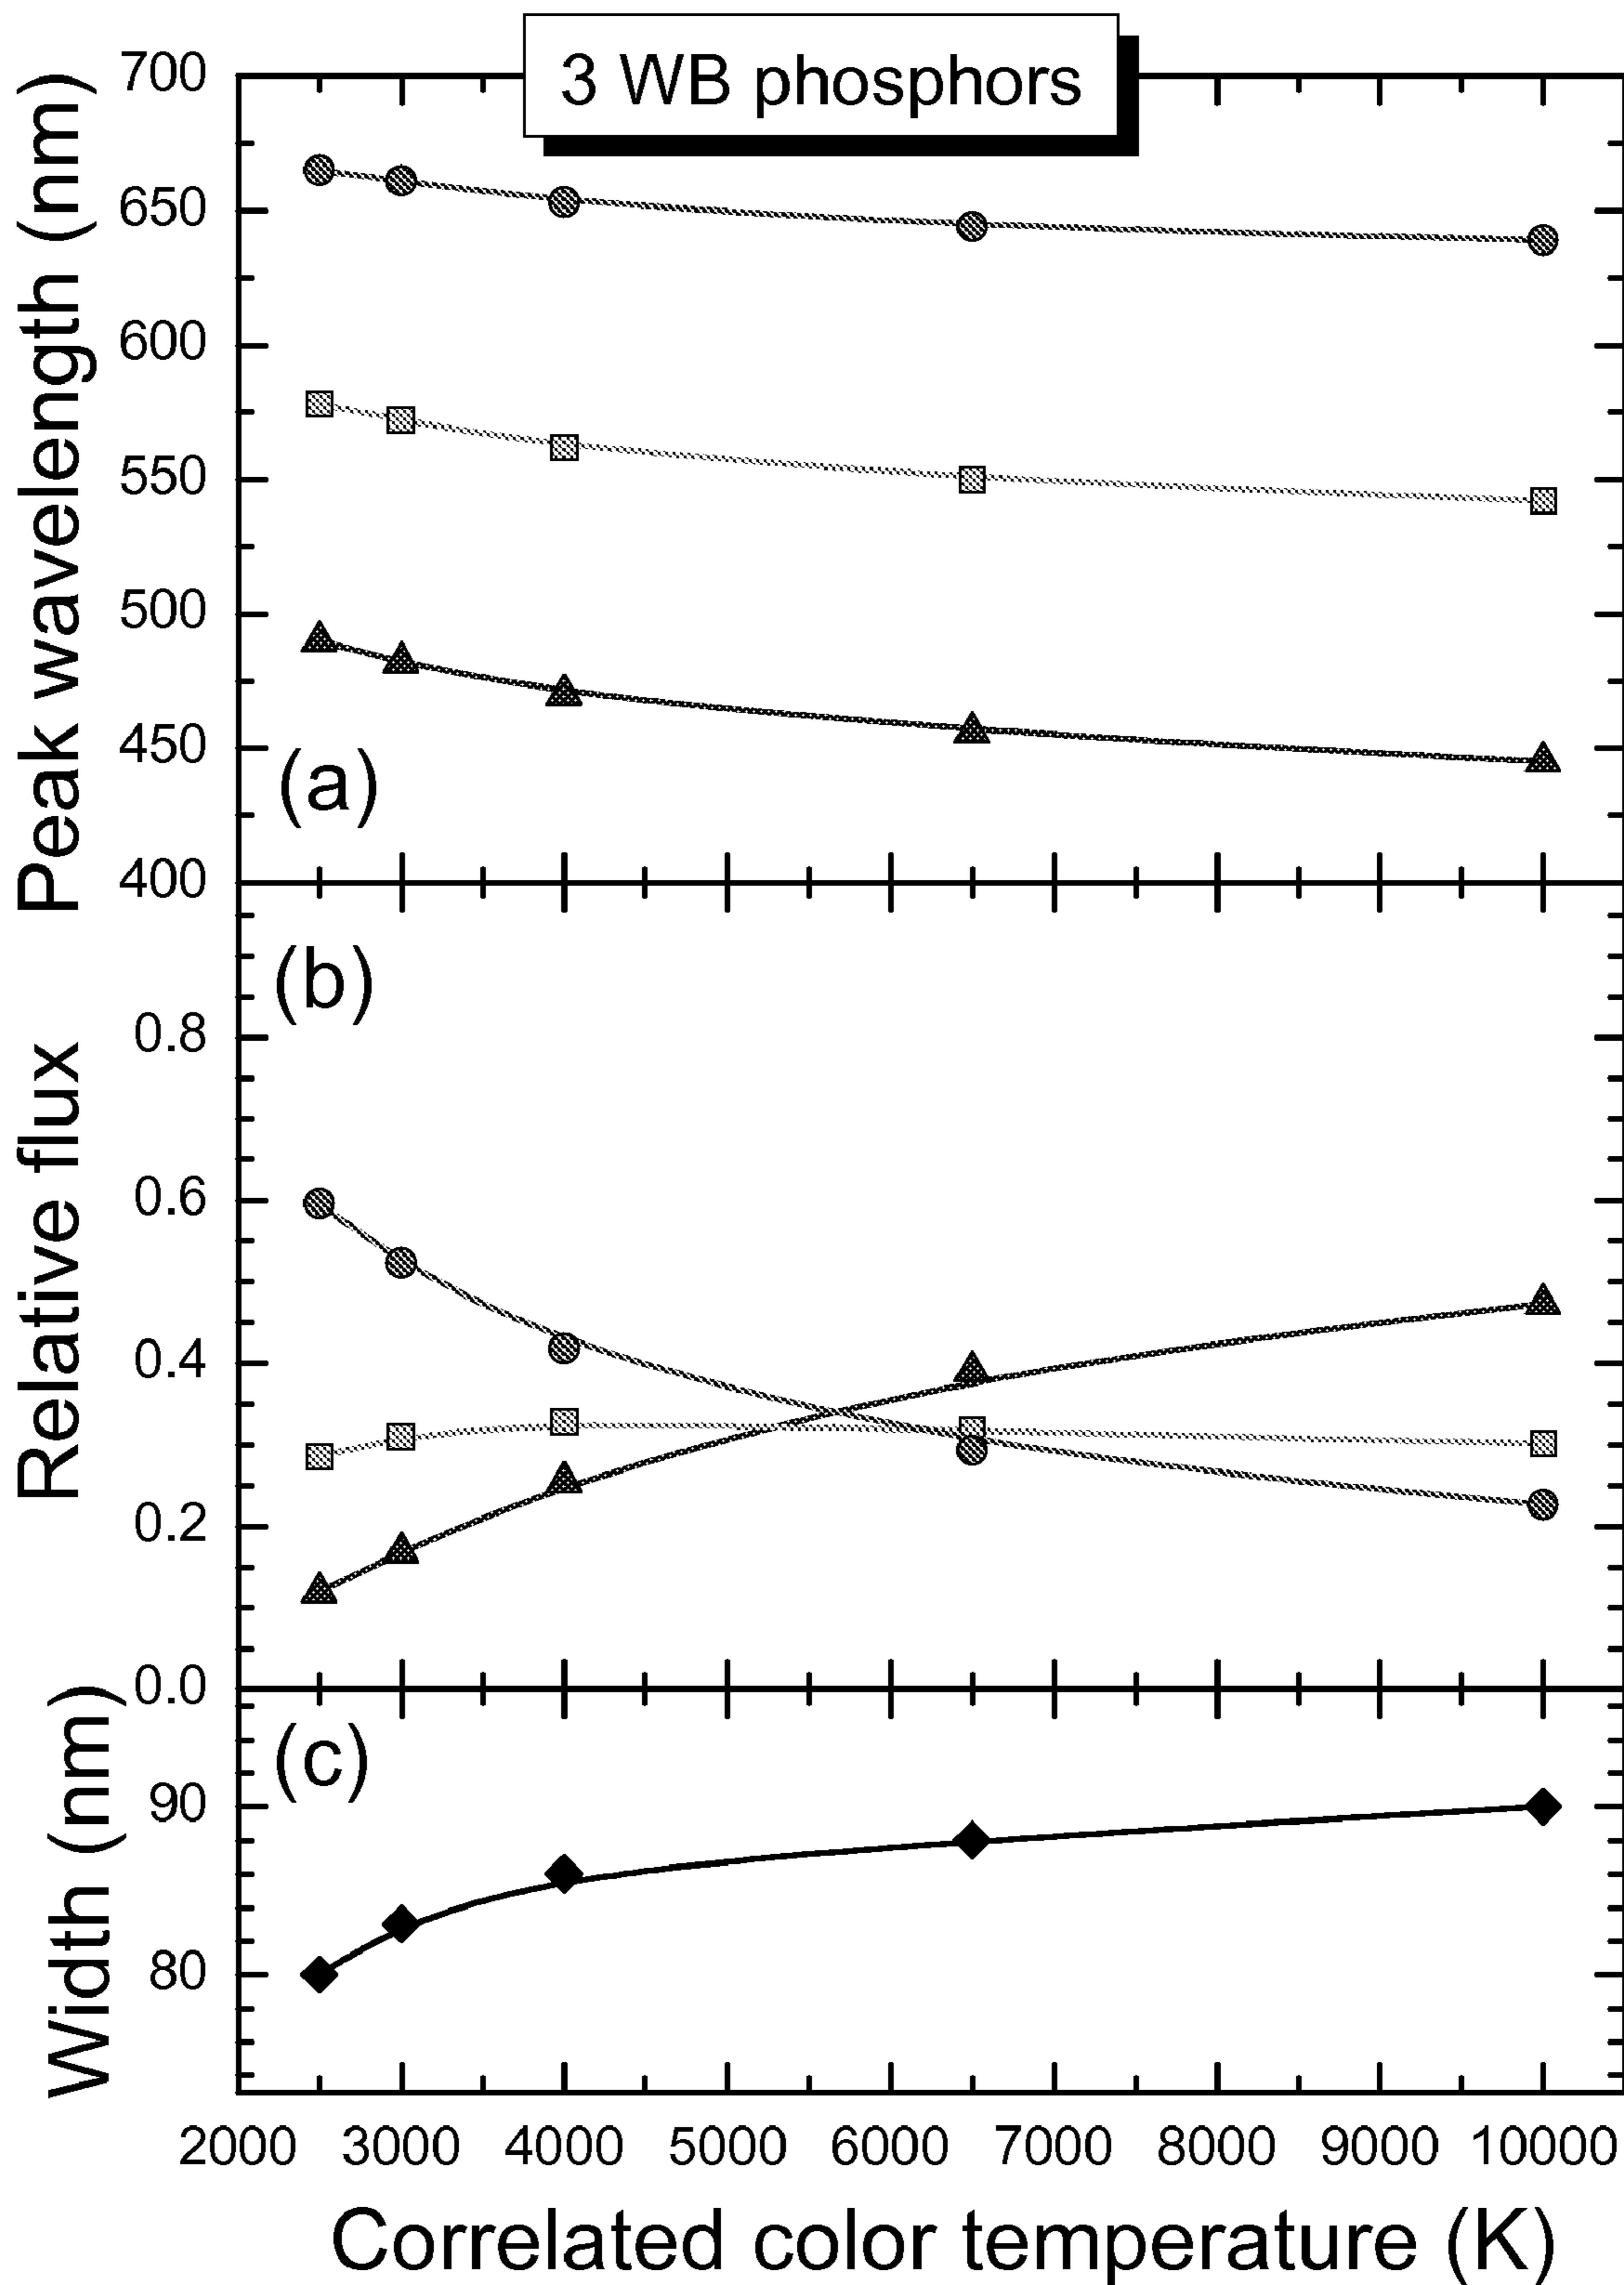 3 WB phosphors
Peak wavelength (nm)
700
650
600
550
500
450
400
(a)
Relative flux
(b)
0.8
0.6
0.4
0.2
0.0
Width (nm)
(c)
90
80
2000 3000 4000 5000 6000 7000 8000 9000 10000
Correlated color temperature (K)